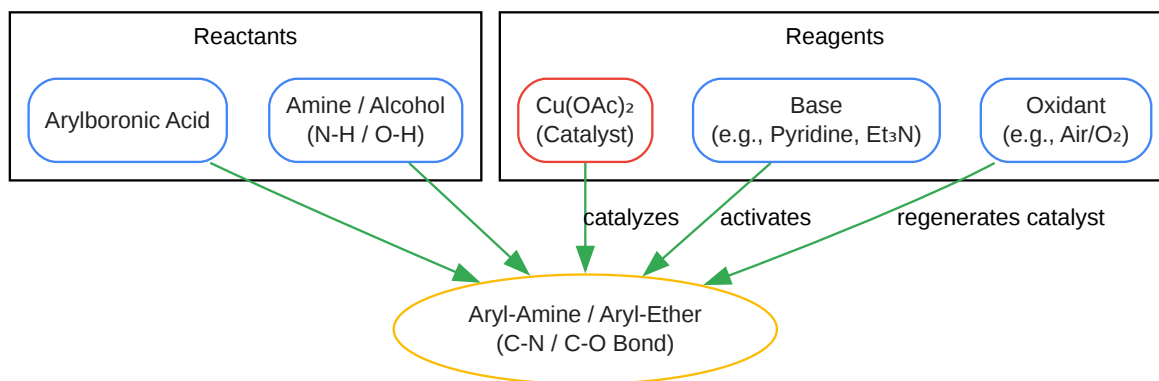 Reactants
Reagents
Arylboronic Acid
Amine / Alcohol
(N-H / O-H)
Cu(OAc)₂
(Catalyst)
Base
(e.g., Pyridine, Et₃N)
Oxidant
(e.g., Air/O₂)
catalyzes
activates
regenerates catalyst
Aryl-Amine / Aryl-Ether
(C-N / C-O Bond)